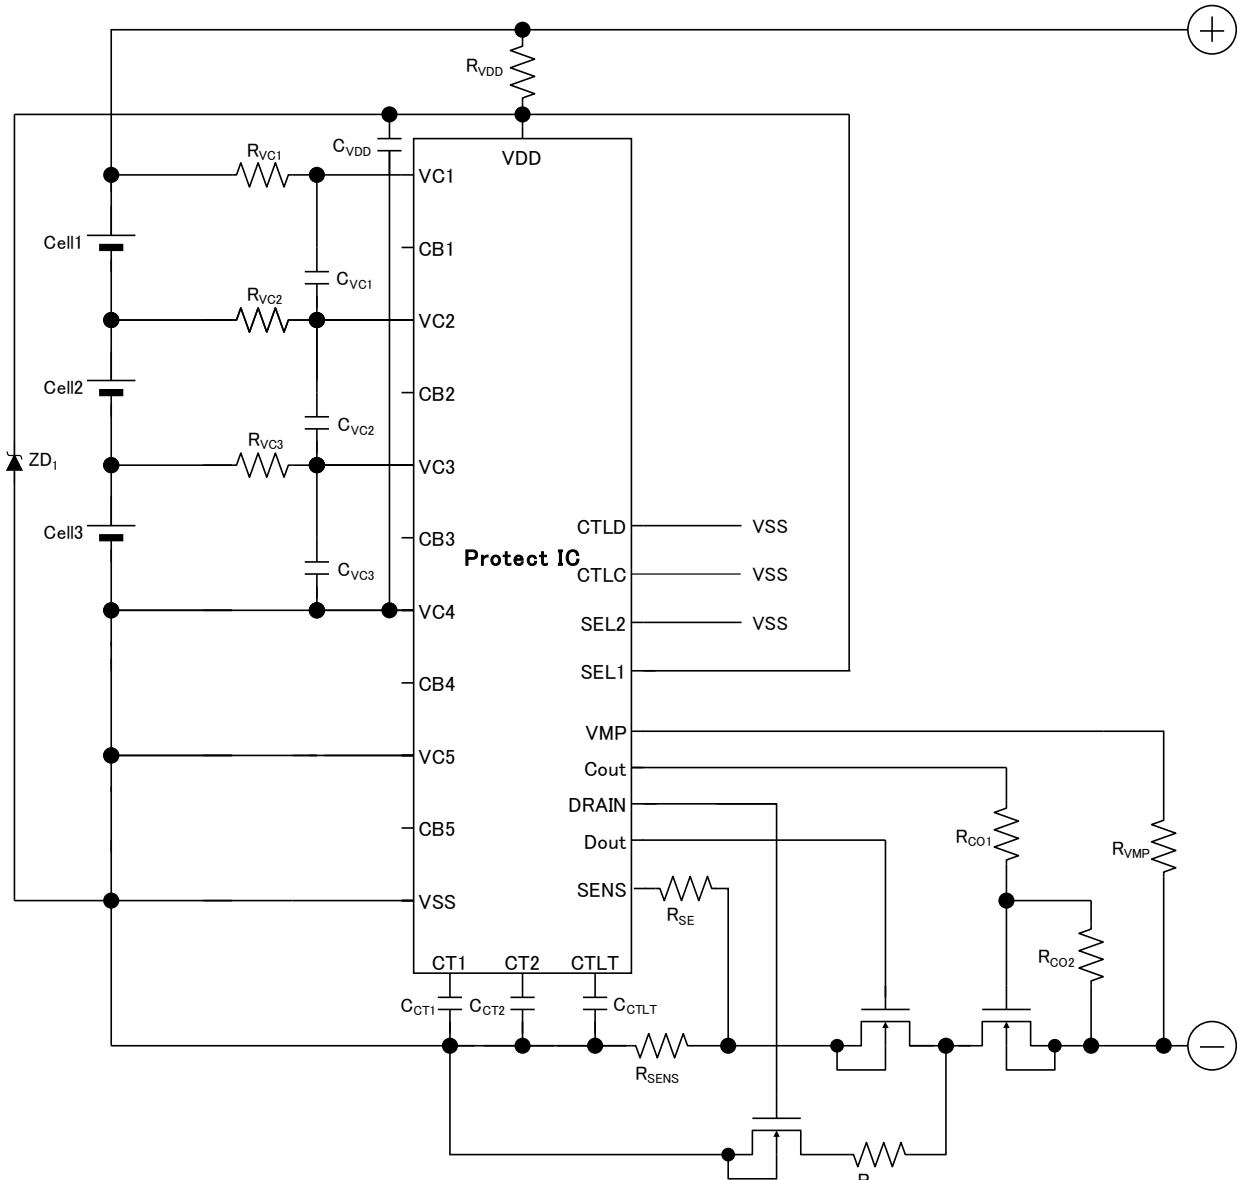 +
RVDD
CVDD
VDD
RVC1
VC1
Cell1
CB1
CVC1
RVC2
VC2
Cell2
CB2
CVC2
RVC3
ZD1
VC3
Cell3
CTLD VSS
CB3
Protect IC
CVC3
CTLC VSS
VC4
SEL2 VSS
SEL1
CB4
VMP
VC5
Cout
DRAIN
CB5
Dout
RCO1
RVMP
SENS
VSS
RSE
RCO2
CT1 CT2 CTLT
CCT1 CCT2 CCTLT
−
RSENS